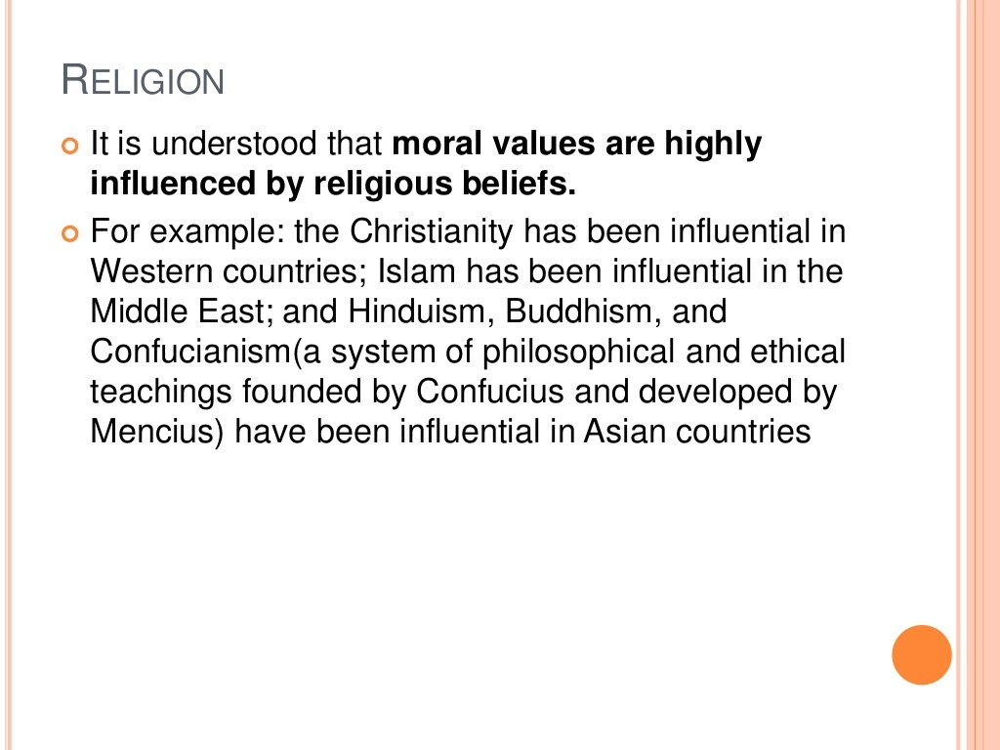 RELIGION
It is understood that moral values are highly
influenced by religious beliefs.
For example: the Christianity has been influential in
Western countries; Islam has been influential in the
Middle East; and Hinduism, Buddhism, and
Confucianism(a system of philosophical and ethical
teachings founded by Confucius and developed by
Mencius) have been influential in Asian countries